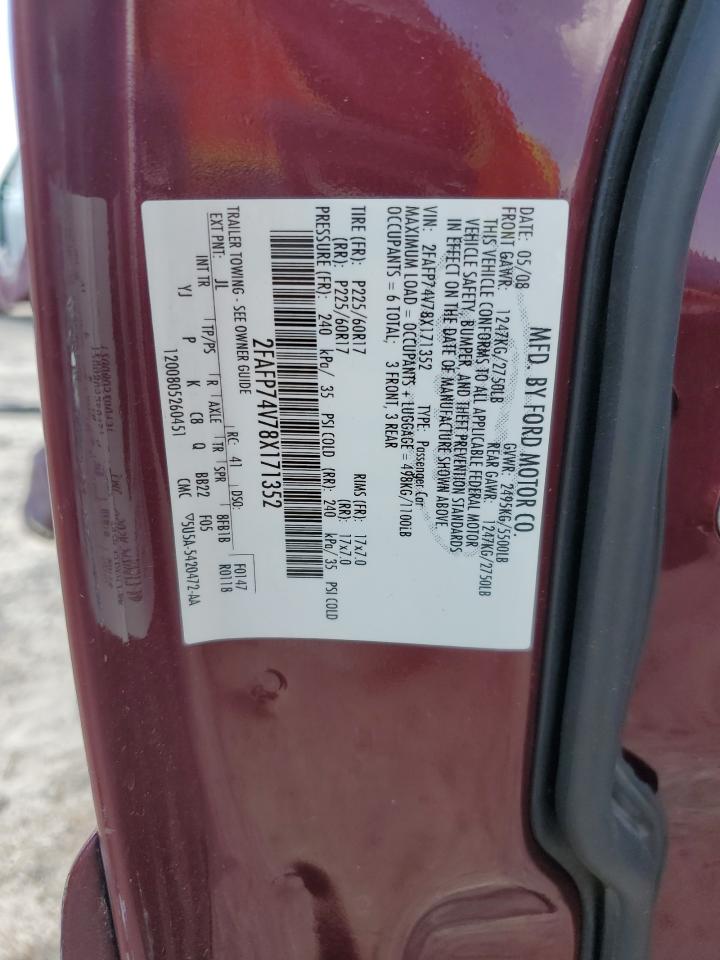 MFD. BY FORD MOTOR CO.
DATE: 05/08 GVWR: 2495KG/5500LB
FRONT GAWR: 1247KG/2750LB REAR GAWR: 1247KG/2750LB
THIS VEHICLE CONFORMS TO ALL APPLICABLE FEDERAL MOTOR
VEHICLE SAFETY, BUMPER, AND THEFT PREVENTION STANDARDS
IN EFFECT ON THE DATE OF MANUFACTURE SHOWN ABOVE.
VIN: 2FAFP74V78X171352 TYPE: Passenger Car
MAXIMUM LOAD = OCCUPANTS + LUGGAGE = 498KG/1100LB
OCCUPANTS = 6 TOTAL; 3 FRONT, 3 REAR
TIRE (FR): P225/60R17 RIMS (FR): 17x7.0
(RR): P225/60R17 (RR): 17x7.0
PRESSURE (FR): 240 kPa/ 35 PSI COLD (RR): 240 kPa/35 PSI COLD
2FAFP74V78X171352
TRAILER TOWING - SEE OWNER GUIDE
EXT PNT: JL RC: 41 DSO: F0147
R0118
INT TR TP/PS R AXLE TR SPR 8FB1B
YJ P K C8 Q BB22 F05
1200805260451 CMC ▽5U5A-5420472-AA